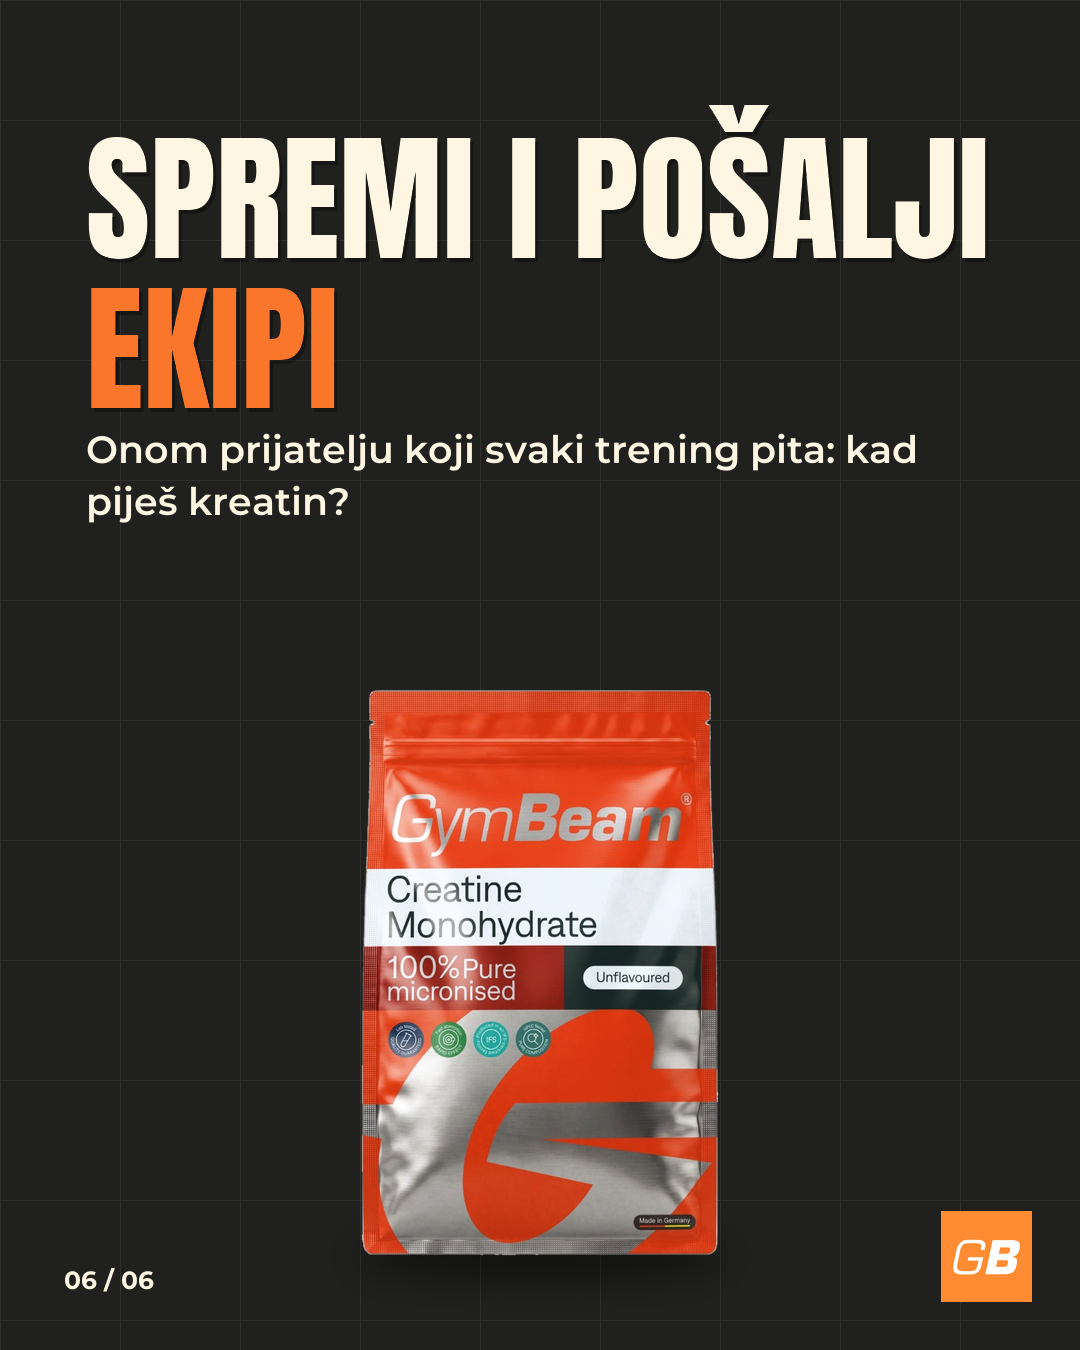 SPREMI I POŠALJI
EKIPI
Onom prijatelju koji svaki trening pita: kad
piješ kreatin?
GymBeam®
Creatine
Monohydrate
100% Pure
micronised
Unflavoured
IFS
Made in Germany
06 / 06
GB